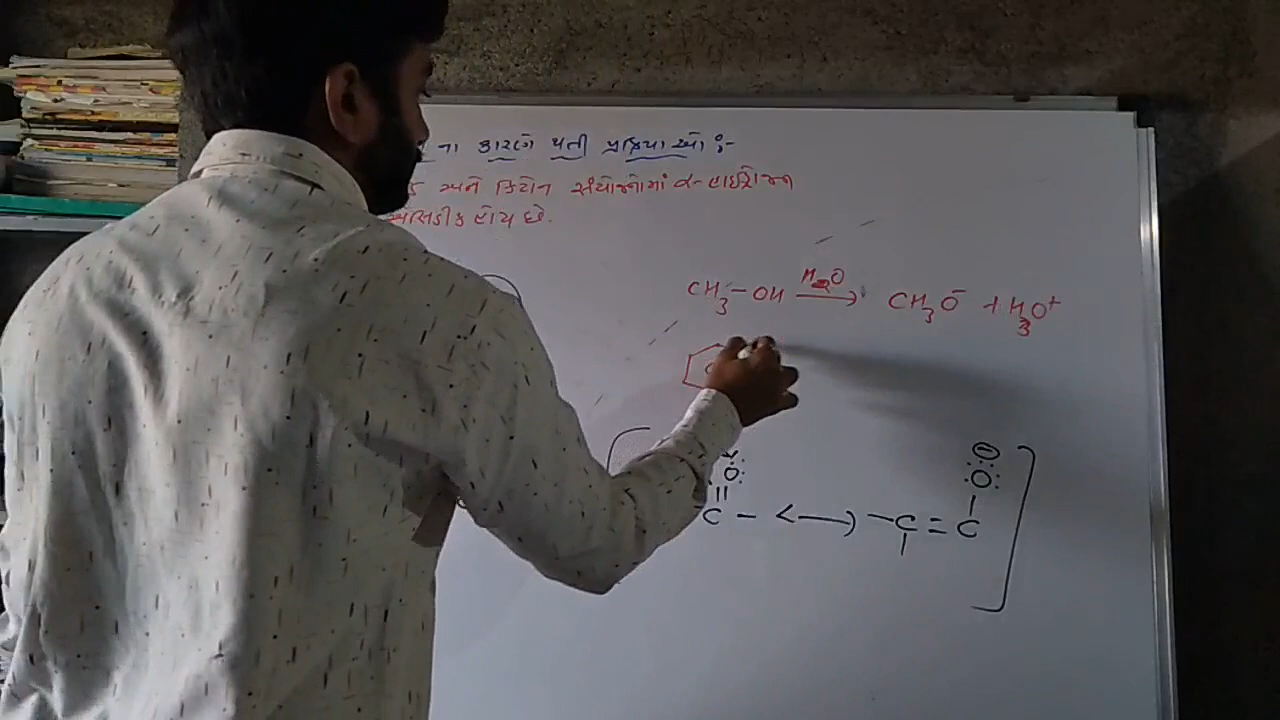 ના કારણે થતી પ્રક્રિયાઓ :-
અને કિટોન સંયોજનોમાં α-હાઈડ્રોજન
એસિડીક હોય છે.
CH3 - OH H2O → CH3O- + H3O+
O
C - <—> - C = C